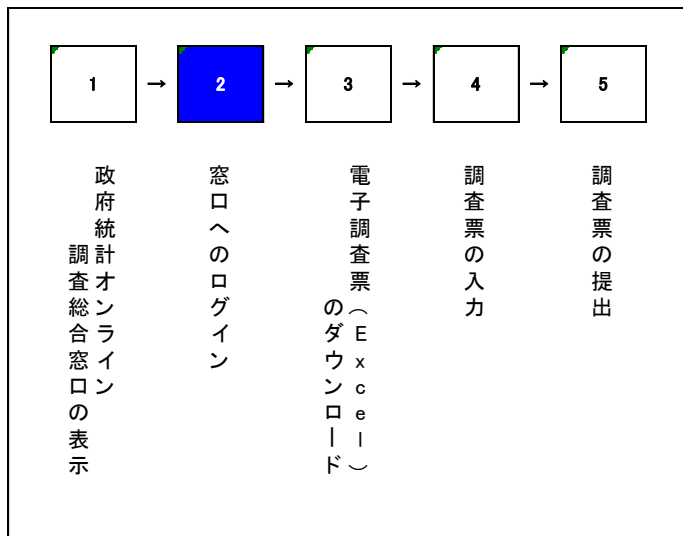 1 → 2 → 3 → 4 → 5
政府統計オンライン
調査総合窓口の表示
窓口へのログイン
電子調査票（Excel）
のダウンロード
調査票の入力
調査票の提出